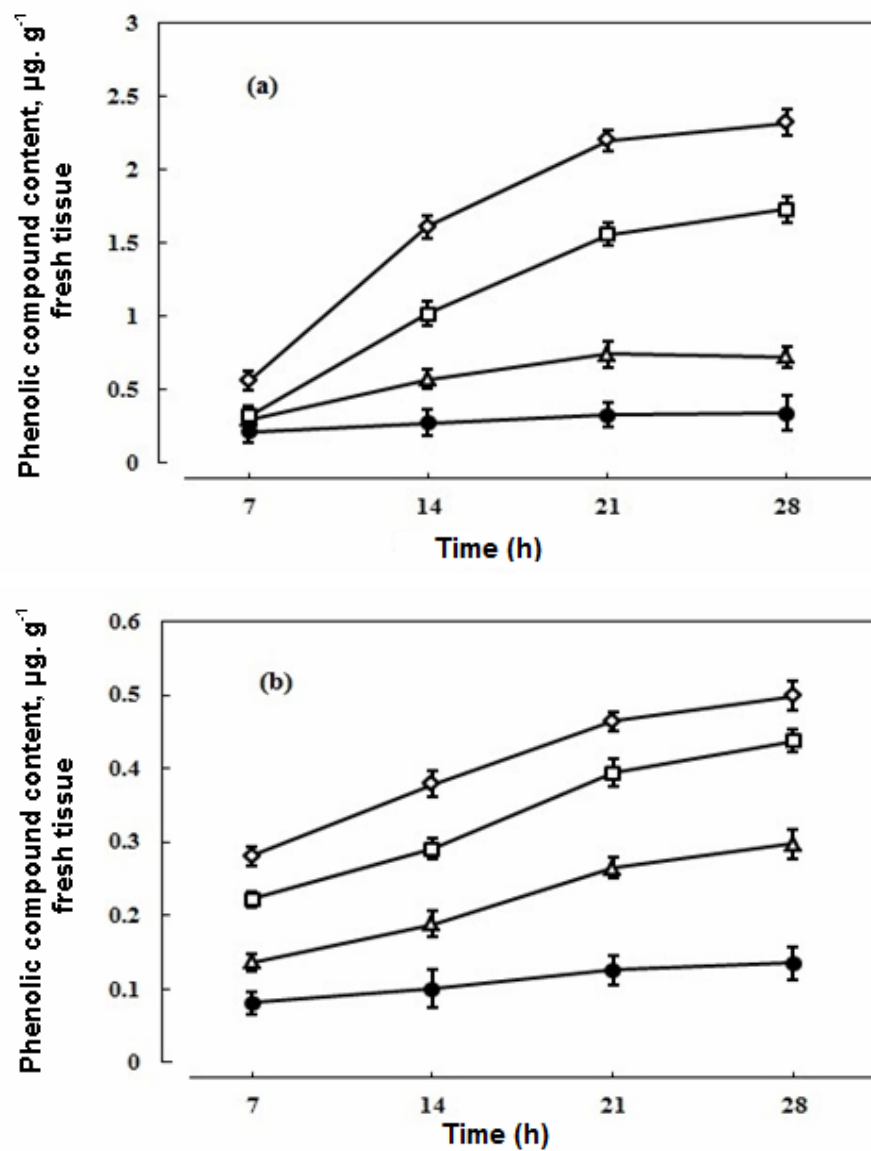 Phenolic compound content, µg. g-1
fresh tissue
3
2.5
2
1.5
1
0.5
0
(a)
7 14 21 28
Time (h)
Phenolic compound content, µg. g-1
fresh tissue
0.6
0.5
0.4
0.3
0.2
0.1
0
(b)
7 14 21 28
Time (h)